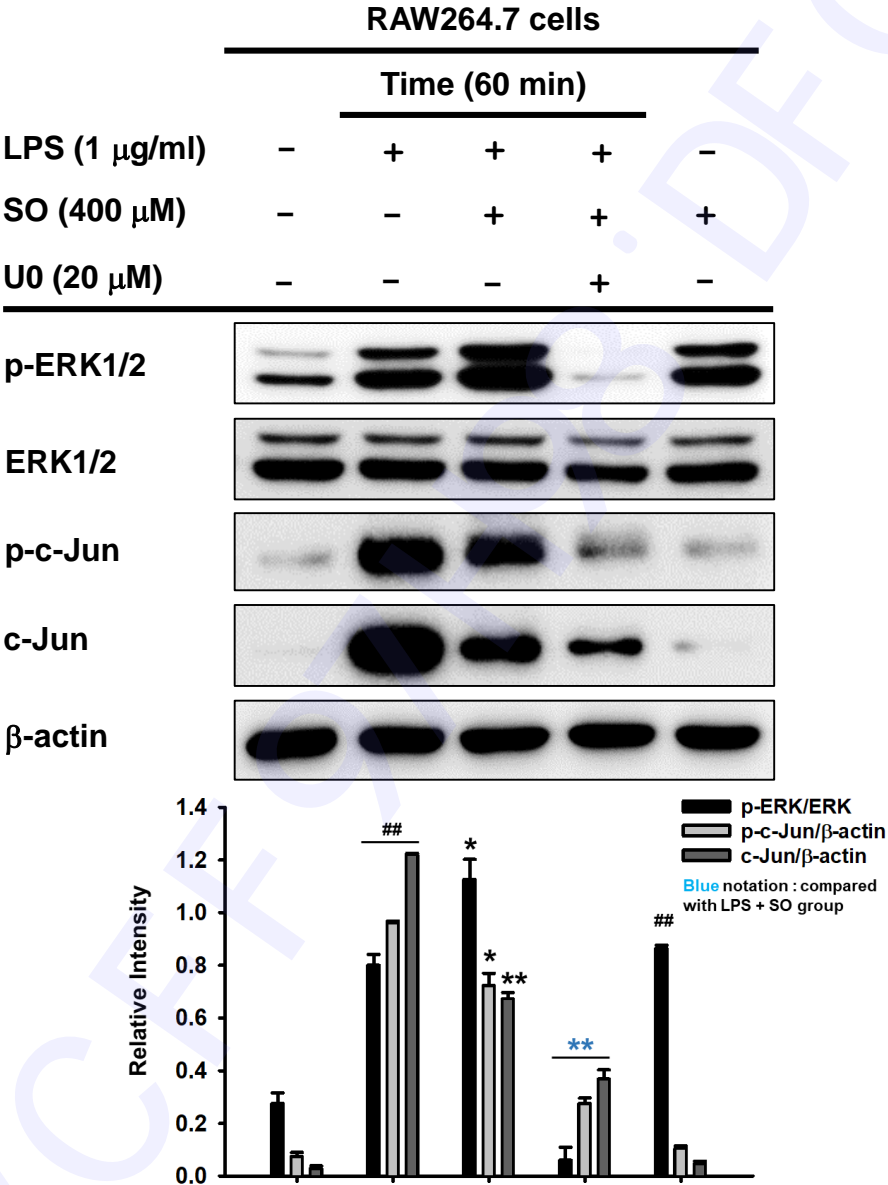 RAW264.7 cells
Time (60 min)
LPS (1 μg/ml) – + + + –
SO (400 μM) – – + + +
U0 (20 μM) – – – + –
p-ERK1/2
ERK1/2
p-c-Jun
c-Jun
β-actin
Relative Intensity
1.4
1.2
1.0
0.8
0.6
0.4
0.2
0.0
##
*
*
**
**
##
p-ERK/ERK
p-c-Jun/β-actin
c-Jun/β-actin
Blue notation : compared
with LPS + SO group